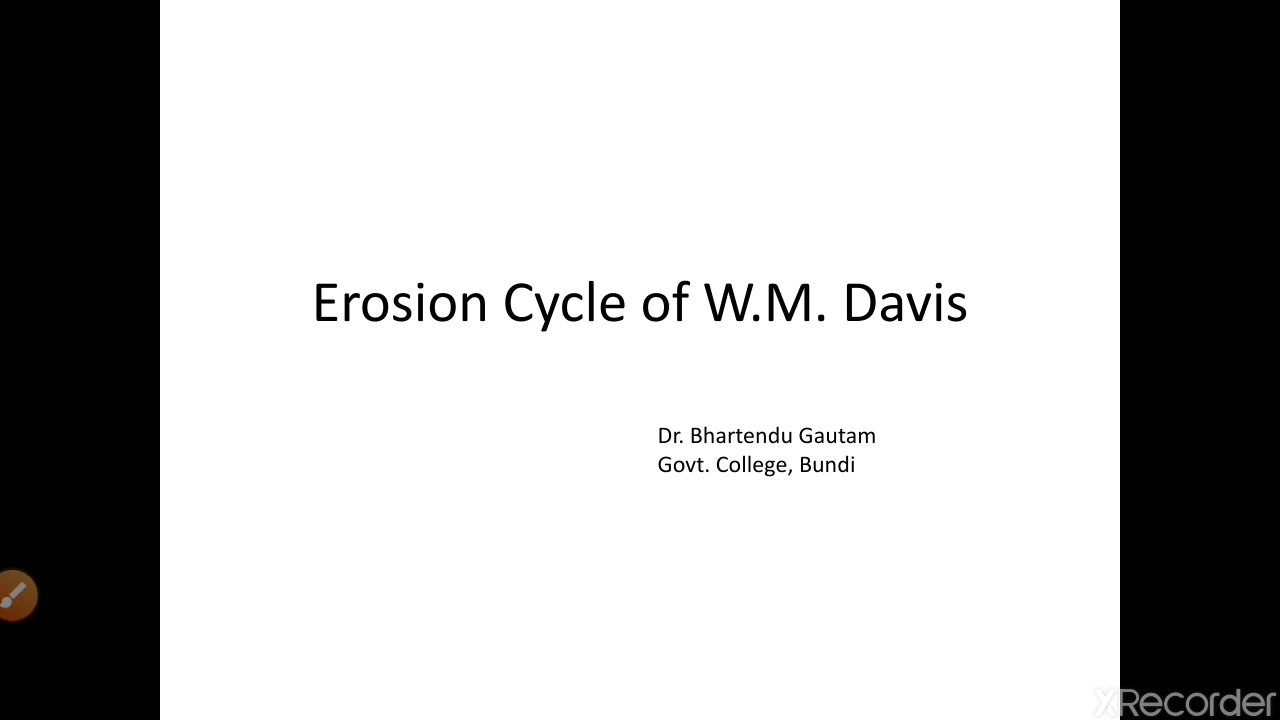 Erosion Cycle of W.M. Davis
Dr. Bhartendu Gautam
Govt. College, Bundi
XRecorder